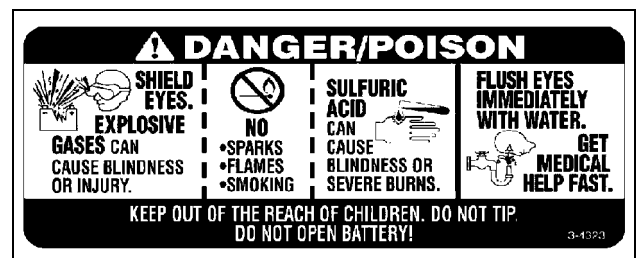 DANGER/POISON
SHIELD
EYES.
EXPLOSIVE
GASES CAN
CAUSE BLINDNESS
OR INJURY.
NO
•SPARKS
•FLAMES
•SMOKING
SULFURIC
ACID
CAN
CAUSE
BLINDNESS OR
SEVERE BURNS.
FLUSH EYES
IMMEDIATELY
WITH WATER.
GET
MEDICAL
HELP FAST.
KEEP OUT OF THE REACH OF CHILDREN. DO NOT TIP.
DO NOT OPEN BATTERY!
3-4323